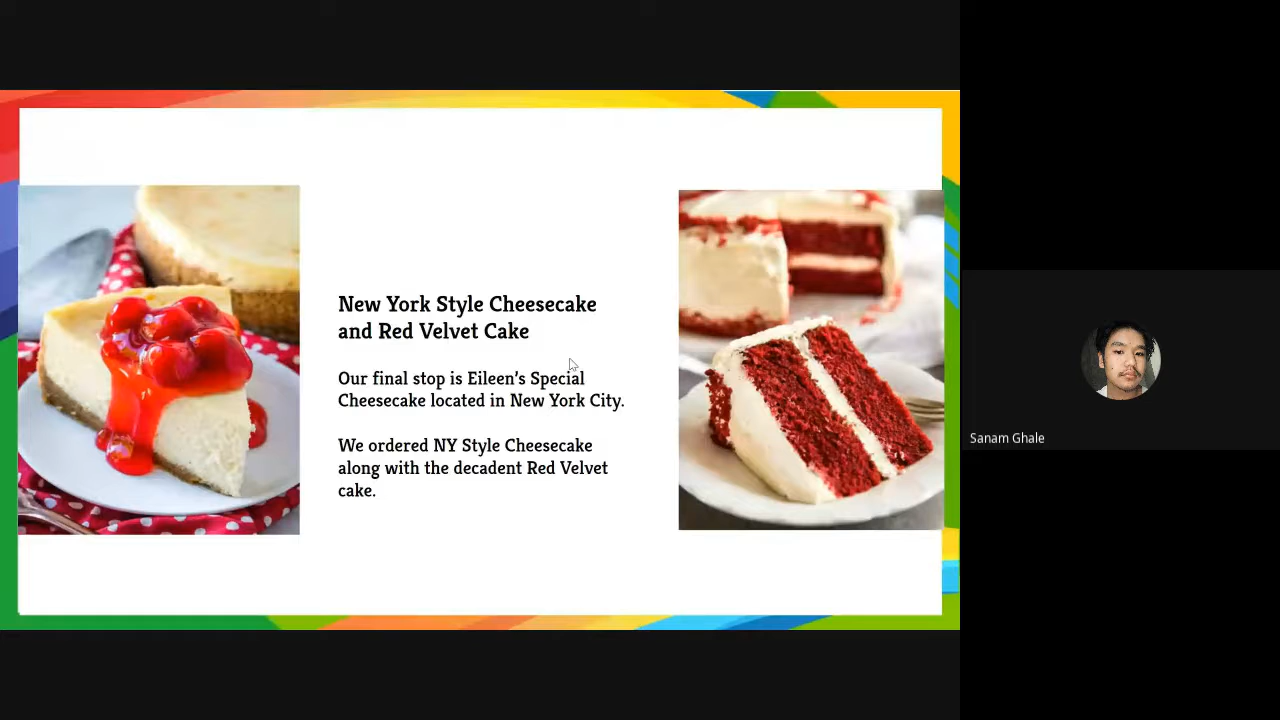 New York Style Cheesecake
and Red Velvet Cake
Our final stop is Eileen's Special
Cheesecake located in New York City.
We ordered NY Style Cheesecake
along with the decadent Red Velvet
cake.
Sanam Ghale